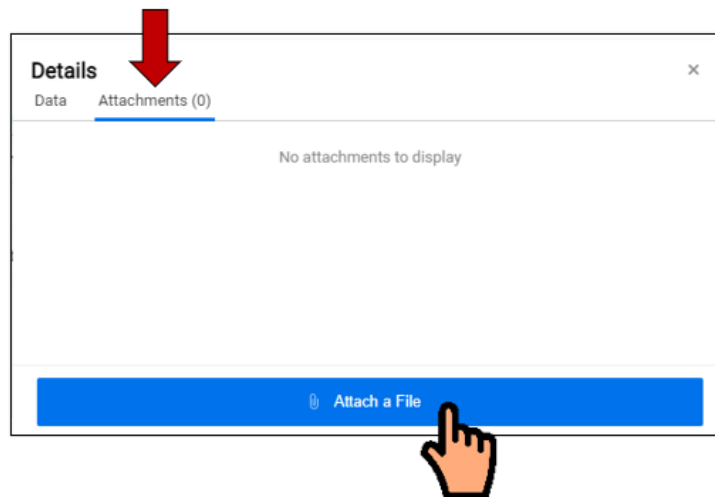 Details
Data Attachments (0)
No attachments to display
Attach a File